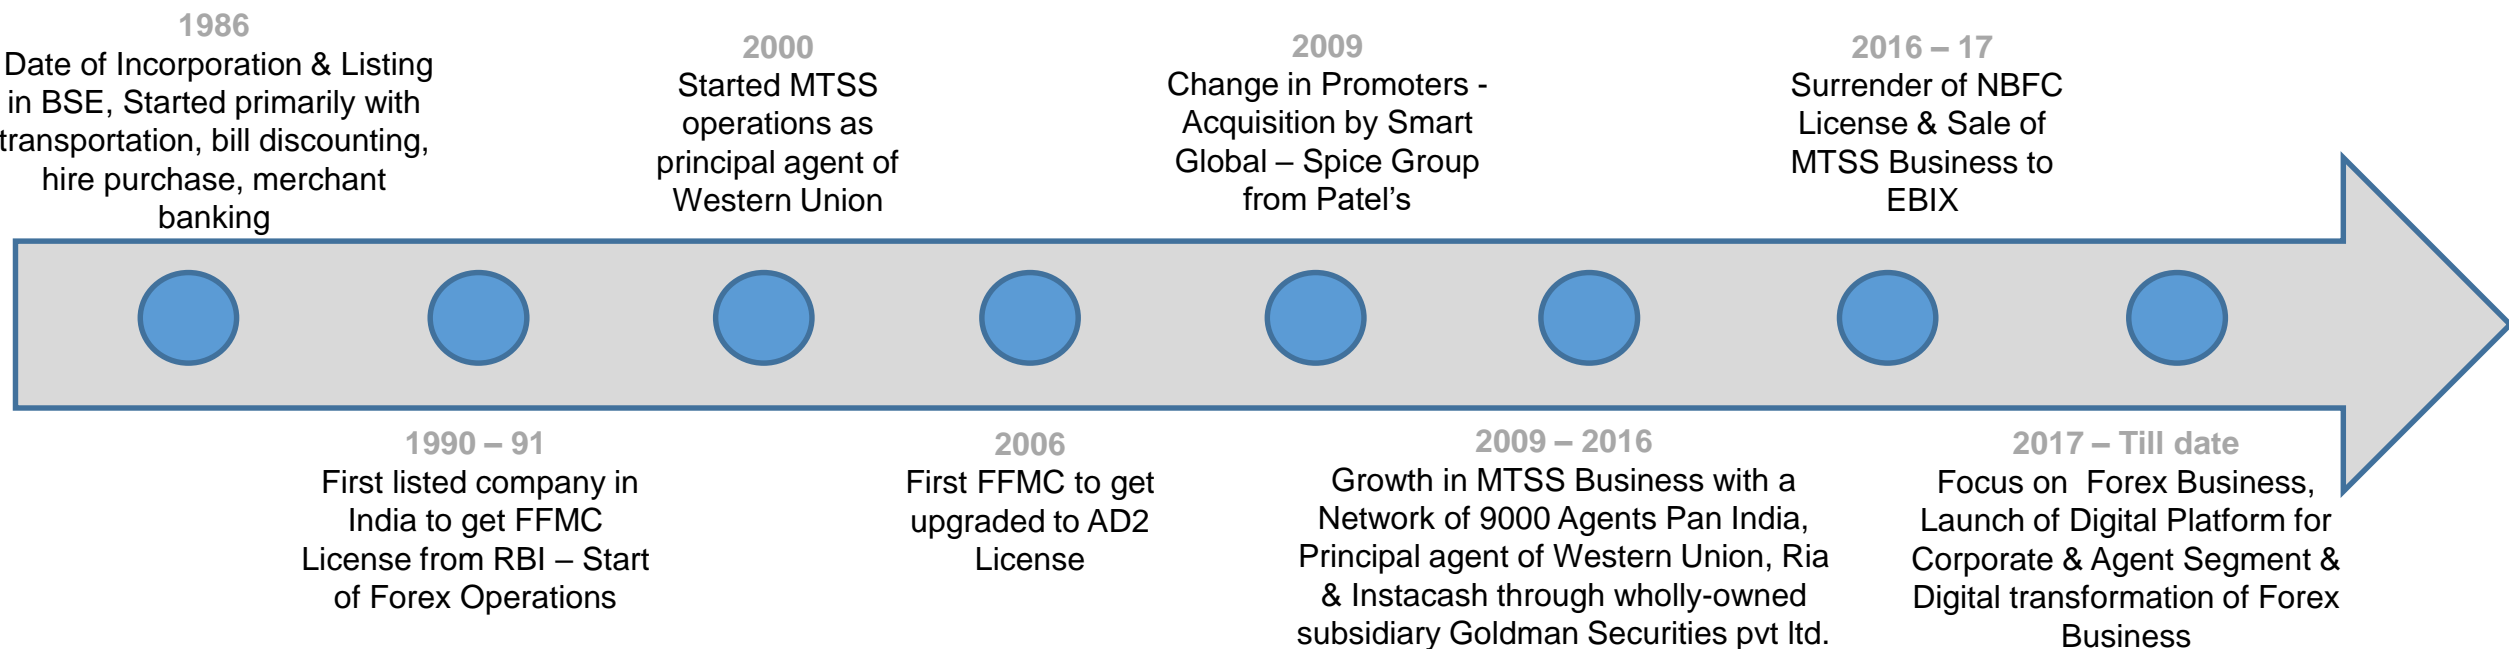 1986
Date of Incorporation & Listing
in BSE, Started primarily with
transportation, bill discounting,
hire purchase, merchant
banking
1990 – 91
First listed company in
India to get FFMC
License from RBI – Start
of Forex Operations
2000
Started MTSS
operations as
principal agent of
Western Union
2006
First FFMC to get
upgraded to AD2
License
2009
Change in Promoters -
Acquisition by Smart
Global – Spice Group
from Patel’s
2009 – 2016
Growth in MTSS Business with a
Network of 9000 Agents Pan India,
Principal agent of Western Union, Ria
& Instacash through wholly-owned
subsidiary Goldman Securities pvt ltd.
2016 – 17
Surrender of NBFC
License & Sale of
MTSS Business to
EBIX
2017 – Till date
Focus on  Forex Business,
Launch of Digital Platform for
Corporate & Agent Segment &
Digital transformation of Forex
Business